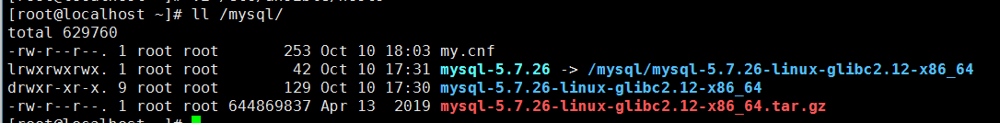 [root@localhost ~]# ll /mysql/
total 629760
-rw-r--r--. 1 root root       253 Oct 10 18:03 my.cnf
lrwxrwxrwx. 1 root root        42 Oct 10 17:31 mysql-5.7.26 -> /mysql/mysql-5.7.26-linux-glibc2.12-x86_64
drwxr-xr-x. 9 root root       129 Oct 10 17:30 mysql-5.7.26-linux-glibc2.12-x86_64
-rw-r--r--. 1 root root 644869837 Apr 13  2019 mysql-5.7.26-linux-glibc2.12-x86_64.tar.gz
[root@localhost ~]#